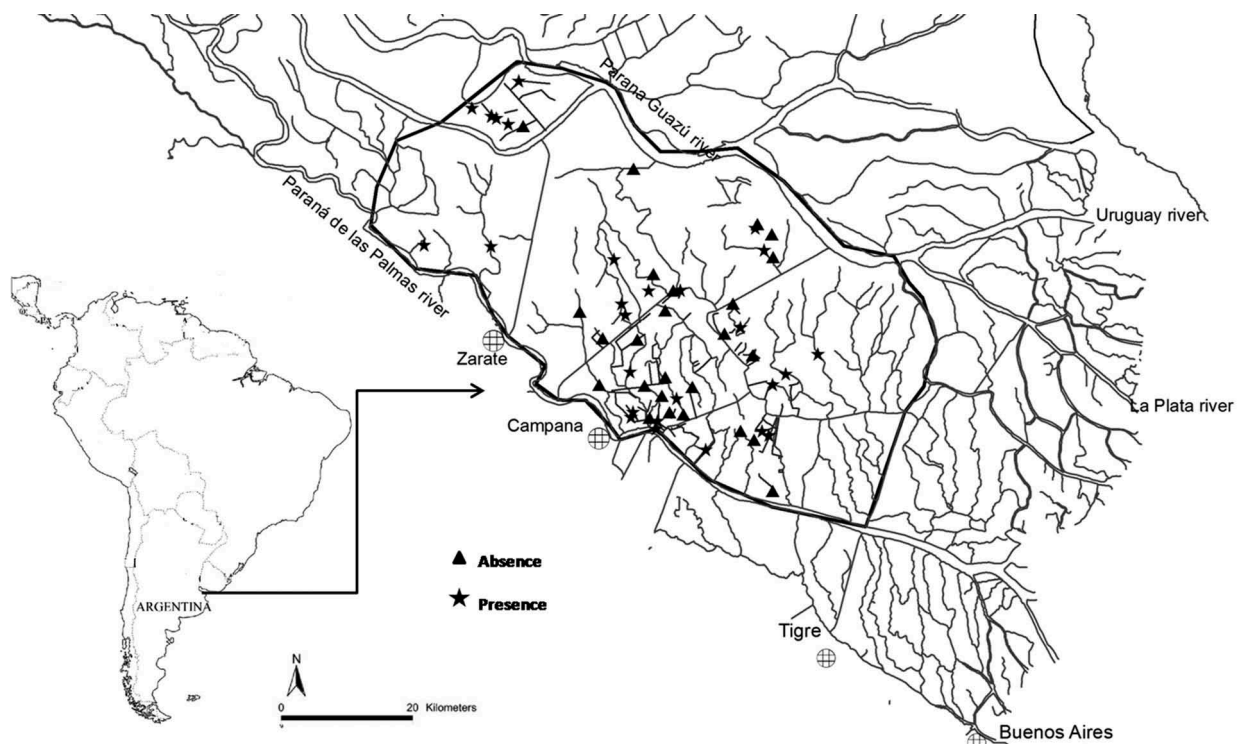 Parana Guazú river
Paraná de las Palmas river
Uruguay river
Zarate
La Plata river
Campana
Absence
ARGENTINA
Presence
Tigre
N
0 20 Kilometers
Buenos Aires